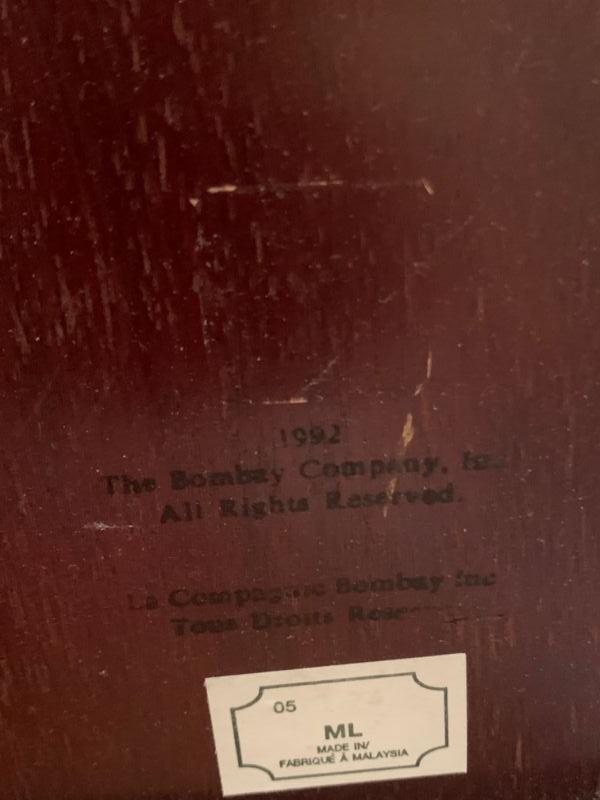 1992
The Bombay Company, Inc
All Rights Reserved.
La Compagnie Bombay Inc
Tous Droits
05
ML
MADE IN/
FABRIQUÉ À MALAYSIA